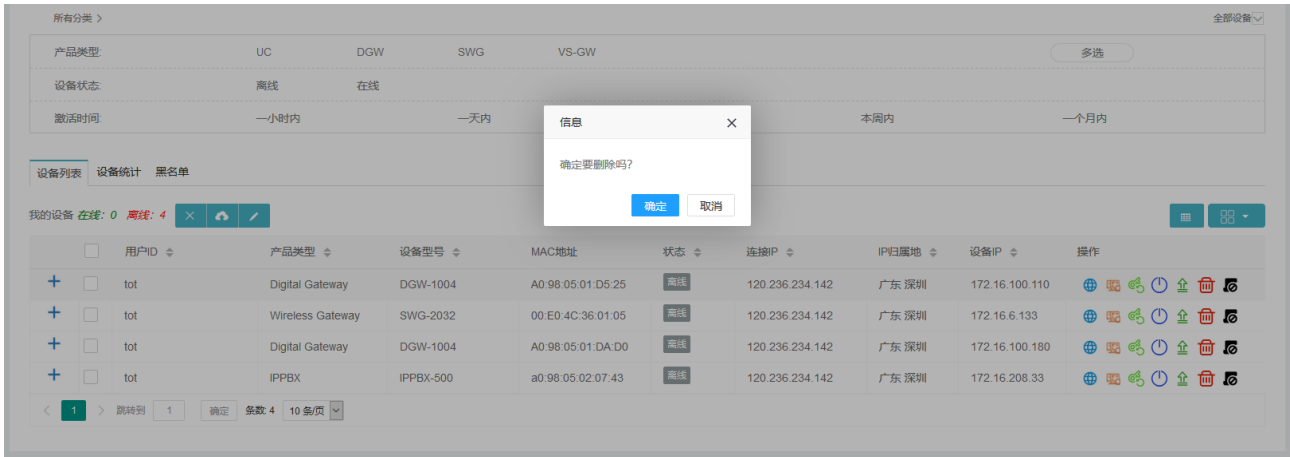 所有分类 >
全部设备
产品类型:
UC
DGW
SWG
VS-GW
多选
设备状态:
离线
在线
激活时间:
一小时内
一天内
本周内
一个月内
信息
确定要删除吗?
确定
取消
设备列表
设备统计
黑名单
我的设备 在线: 0 离线: 4
用户ID 产品类型 设备型号 MAC地址 状态 连接IP IP归属地 设备IP 操作
tot Digital Gateway DGW-1004 A0:98:05:01:D5:25 离线 120.236.234.142 广东 深圳 172.16.100.110
tot Wireless Gateway SWG-2032 00:E0:4C:36:01:05 离线 120.236.234.142 广东 深圳 172.16.6.133
tot Digital Gateway DGW-1004 A0:98:05:01:DA:D0 离线 120.236.234.142 广东 深圳 172.16.100.180
tot IPPBX IPPBX-500 a0:98:05:02:07:43 离线 120.236.234.142 广东 深圳 172.16.208.33
< 1 > 跳转到 1 确定 条数: 4 10 条/页